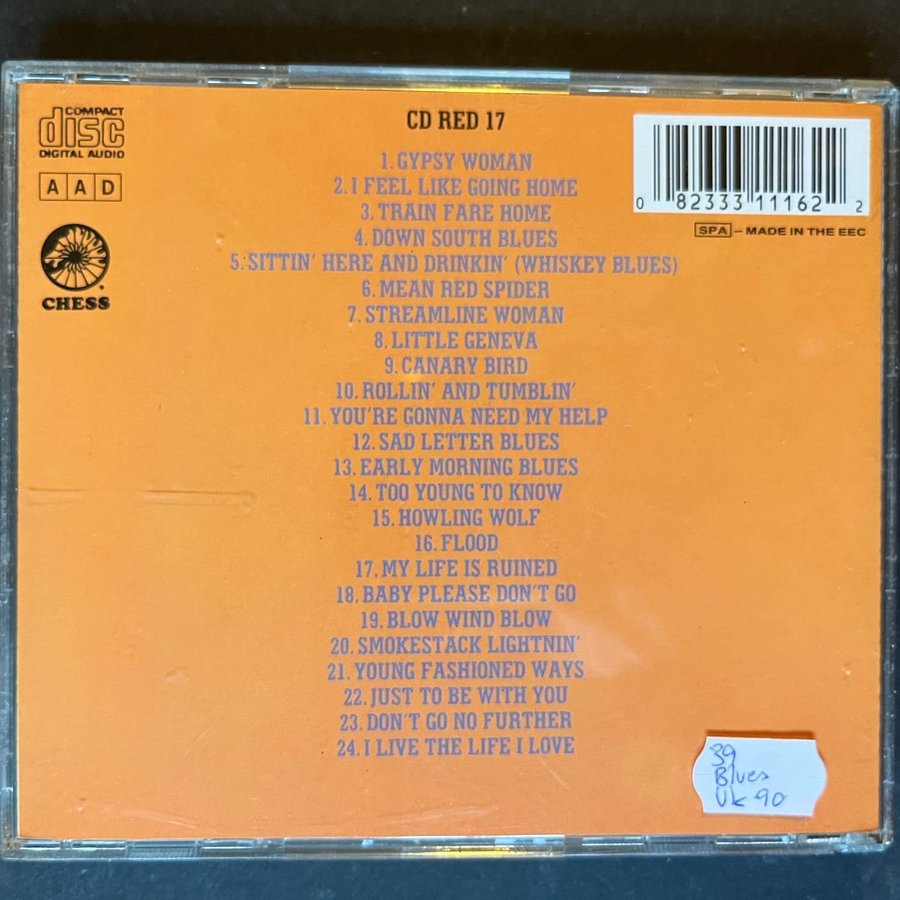 COMPACT
disc
DIGITAL AUDIO
A A D
CHESS
CD RED 17
1. GYPSY WOMAN
2. I FEEL LIKE GOING HOME
3. TRAIN FARE HOME
4. DOWN SOUTH BLUES
5. SITTIN' HERE AND DRINKIN' (WHISKEY BLUES)
6. MEAN RED SPIDER
7. STREAMLINE WOMAN
8. LITTLE GENEVA
9. CANARY BIRD
10. ROLLIN' AND TUMBLIN'
11. YOU'RE GONNA NEED MY HELP
12. SAD LETTER BLUES
13. EARLY MORNING BLUES
14. TOO YOUNG TO KNOW
15. HOWLING WOLF
16. FLOOD
17. MY LIFE IS RUINED
18. BABY PLEASE DON'T GO
19. BLOW WIND BLOW
20. SMOKESTACK LIGHTNIN'
21. YOUNG FASHIONED WAYS
22. JUST TO BE WITH YOU
23. DON'T GO NO FURTHER
24. I LIVE THE LIFE I LOVE
0 82333 11162 2
SPA – MADE IN THE EEC
39
Blues
UK 90